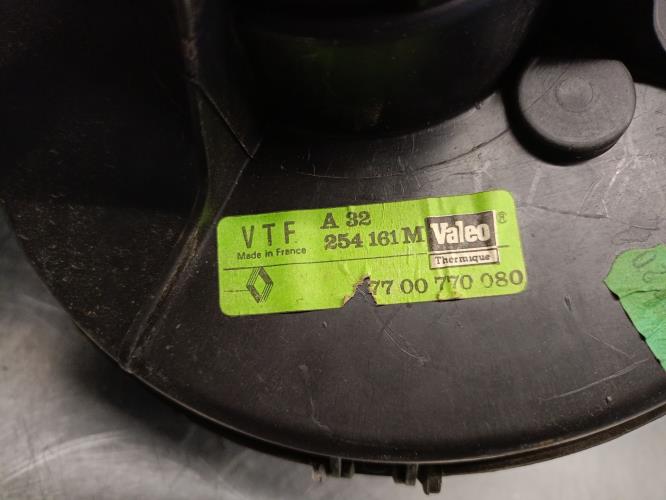 VTF A 32
Made in France 254 161 M Valeo ®
Thermique
77 00 770 080